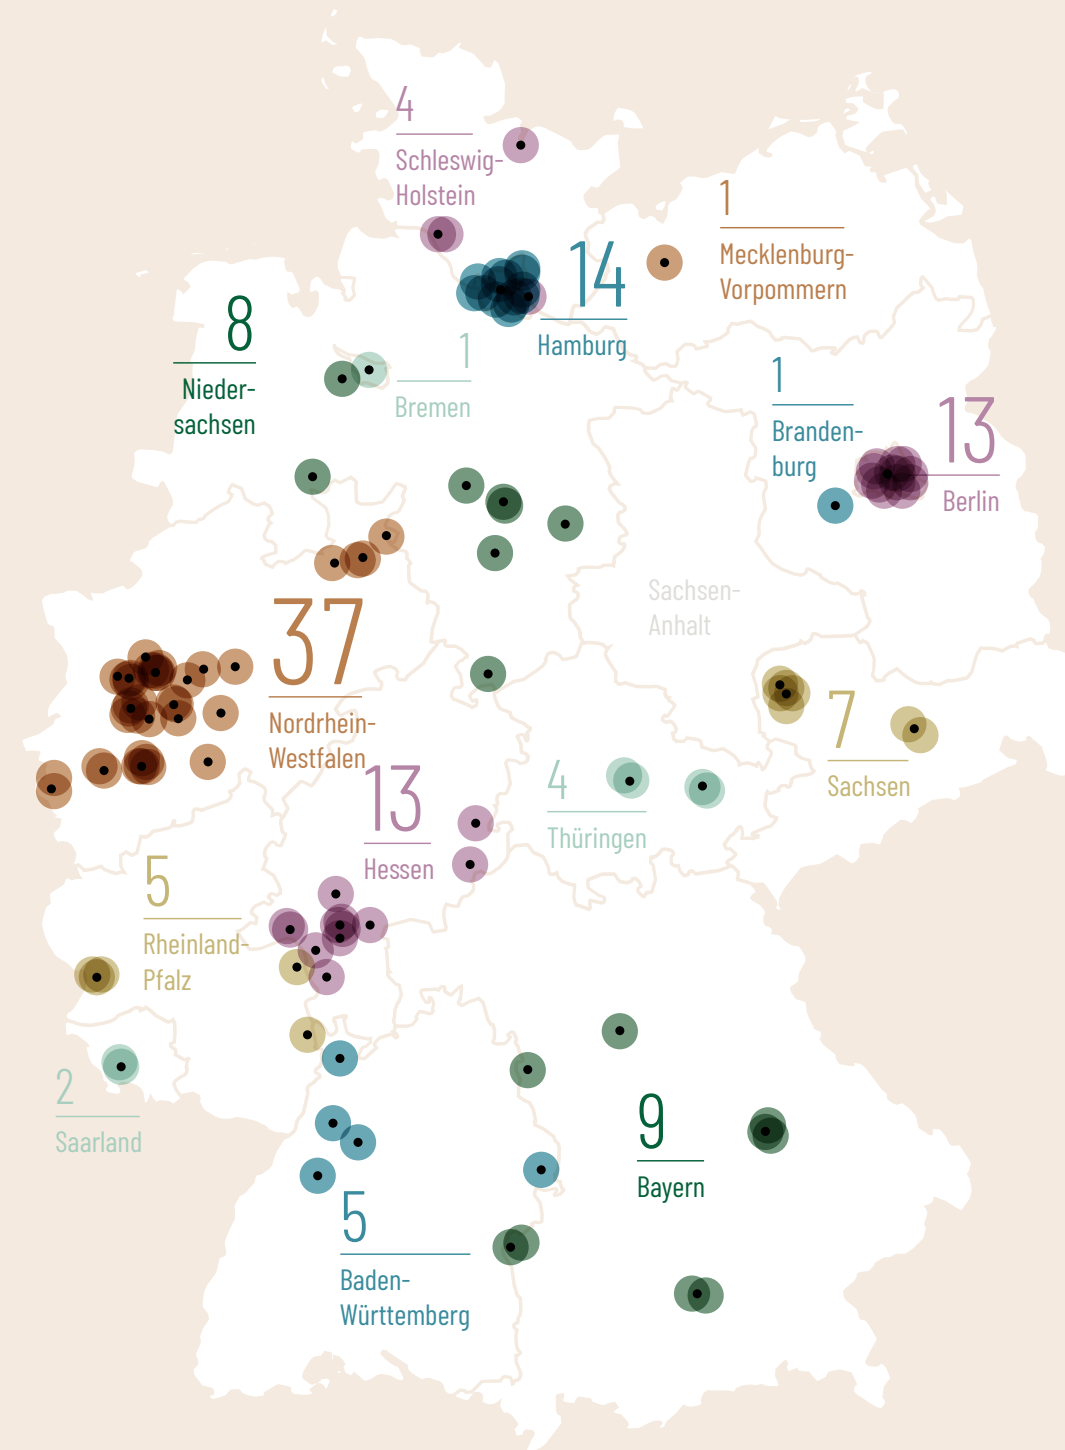 4
Schleswig-
Holstein
1
Mecklenburg-
Vorpommern
14
Hamburg
8
Nieder-
sachsen
1
Bremen
1
Branden-
burg
13
Berlin
Sachsen-
Anhalt
37
Nordrhein-
Westfalen
7
Sachsen
4
Thüringen
13
Hessen
5
Rheinland-
Pfalz
2
Saarland
9
Bayern
5
Baden-
Württemberg